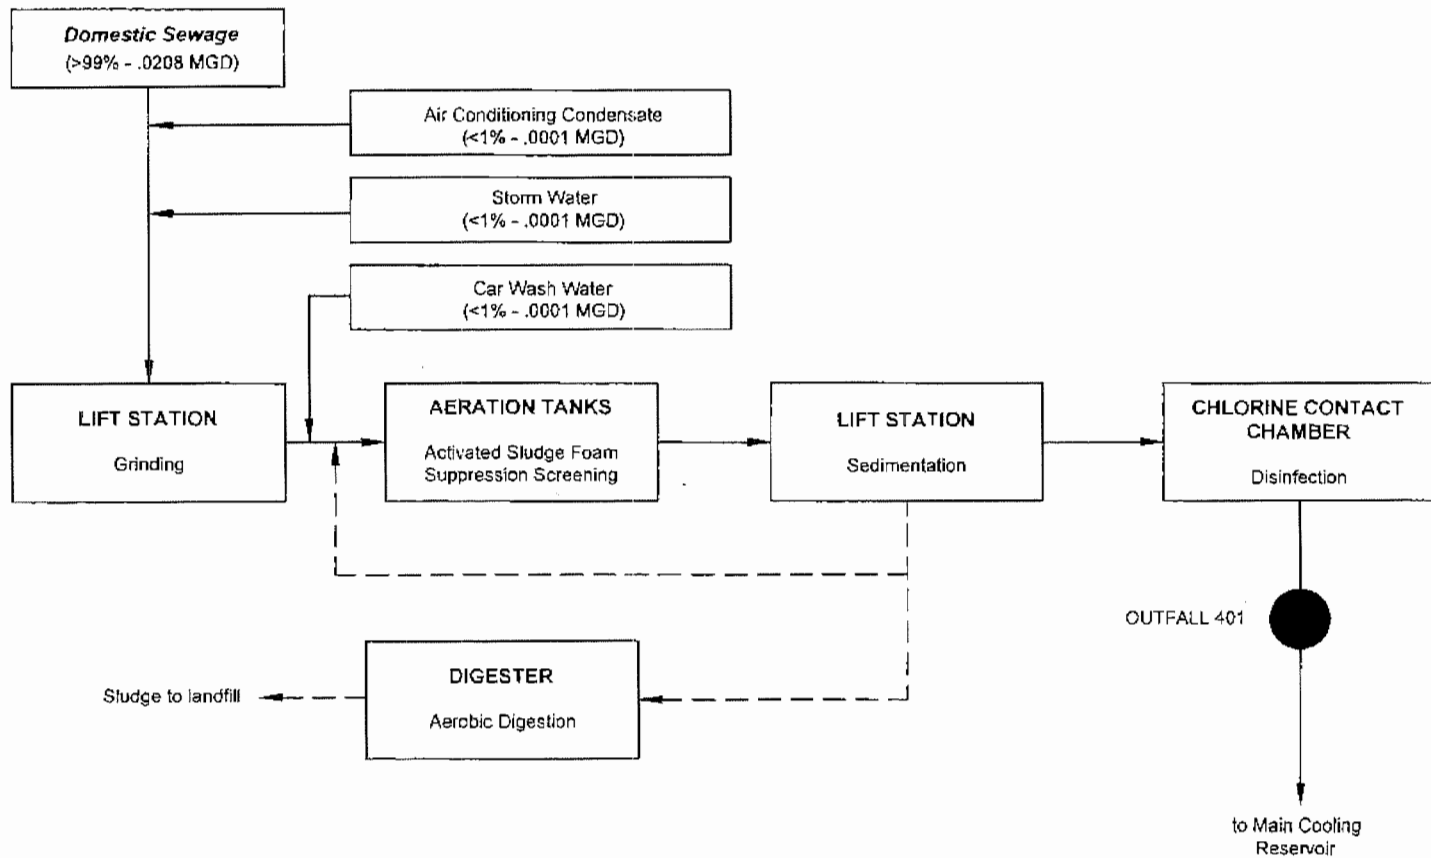 Domestic Sewage
(>99% - .0208 MGD)
Air Conditioning Condensate
(<1% - .0001 MGD)
Storm Water
(<1% - .0001 MGD)
Car Wash Water
(<1% - .0001 MGD)
LIFT STATION
Grinding
AERATION TANKS
Activated Sludge Foam
Suppression Screening
LIFT STATION
Sedimentation
CHLORINE CONTACT
CHAMBER
Disinfection
OUTFALL 401
DIGESTER
Aerobic Digestion
Sludge to landfill
to Main Cooling
Reservoir